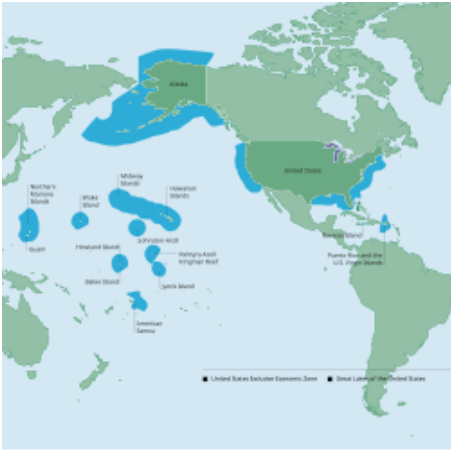 Alaska
United States
Northern
Mariana
Islands
Guam
Wake
Island
Midway
Islands
Hawaiian
Islands
Johnston Atoll
Howland Island
Baker Island
Palmyra Atoll
Kingman Reef
Jarvis Island
American
Samoa
Navassa Island
Puerto Rico and the
U.S. Virgin Islands
United States Exclusive Economic Zone
Great Lakes of the United States